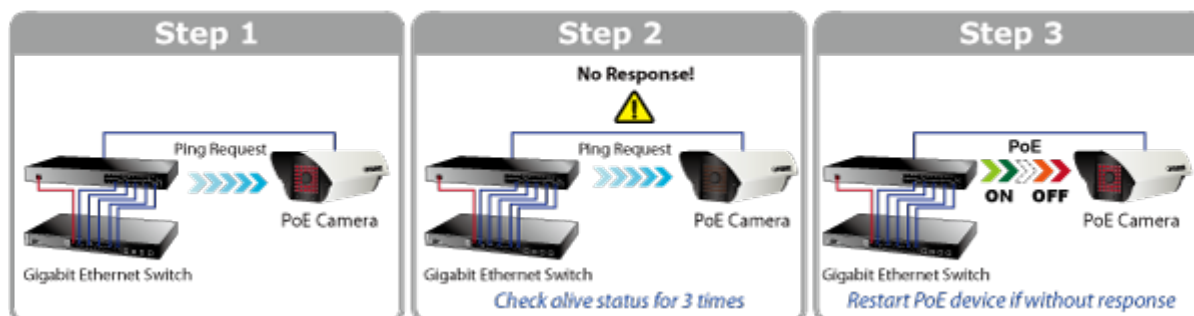 Step 1
Ping Request
PoE Camera
Gigabit Ethernet Switch
Step 2
No Response!
Ping Request
PoE Camera
Gigabit Ethernet Switch
Check alive status for 3 times
Step 3
PoE
ON OFF
PoE Camera
Gigabit Ethernet Switch
Restart PoE device if without response